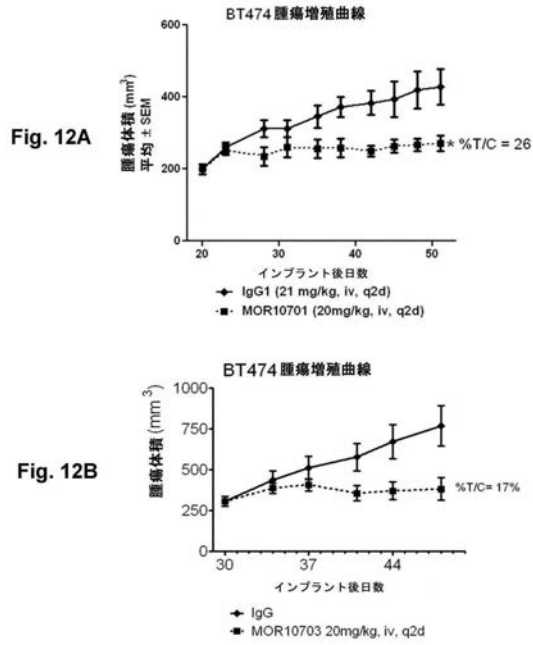 BT474 腫瘍増殖曲線
Fig. 12A
腫瘍体積 (mm³)
平均 ± SEM
600
400
200
0
* %T/C = 26
20
30
40
50
インプラント後日数
IgG1 (21 mg/kg, iv, q2d)
MOR10701 (20mg/kg, iv, q2d)
BT474 腫瘍増殖曲線
Fig. 12B
腫瘍体積 (mm ³)
1000
750
500
250
0
%T/C= 17%
30
37
44
インプラント後日数
IgG
MOR10703 20mg/kg, iv, q2d